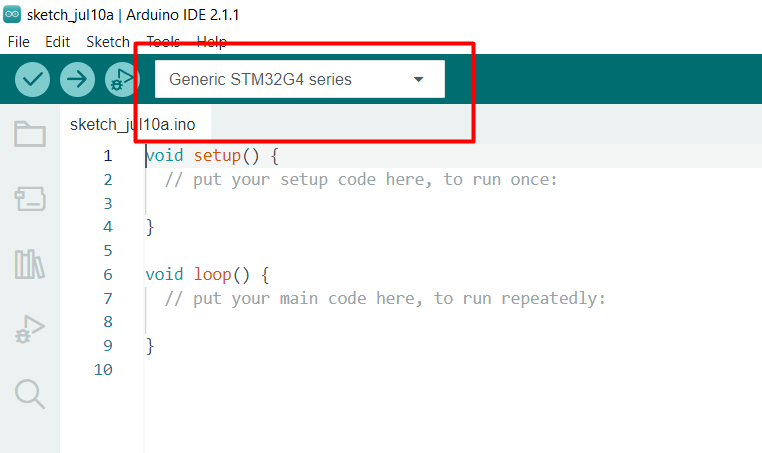 sketch_jul10a | Arduino IDE 2.1.1
File Edit Sketch Tools Help
Generic STM32G4 series
sketch_jul10a.ino
1 void setup() {
2 // put your setup code here, to run once:
3
4 }
5
6 void loop() {
7 // put your main code here, to run repeatedly:
8
9 }
10